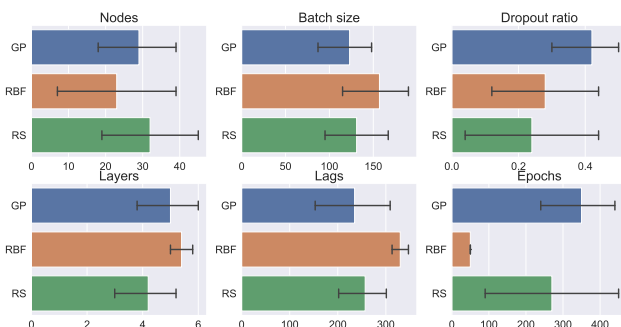 Nodes
Batch size
Dropout ratio
GP
RBF
RS
0 10 20 30 40
GP
RBF
RS
0 50 100 150
GP
RBF
RS
0.0 0.2 0.4
Layers
Lags
Epochs
GP
RBF
RS
0 2 4 6
GP
RBF
RS
0 100 200 300
GP
RBF
RS
0 100 200 300 400